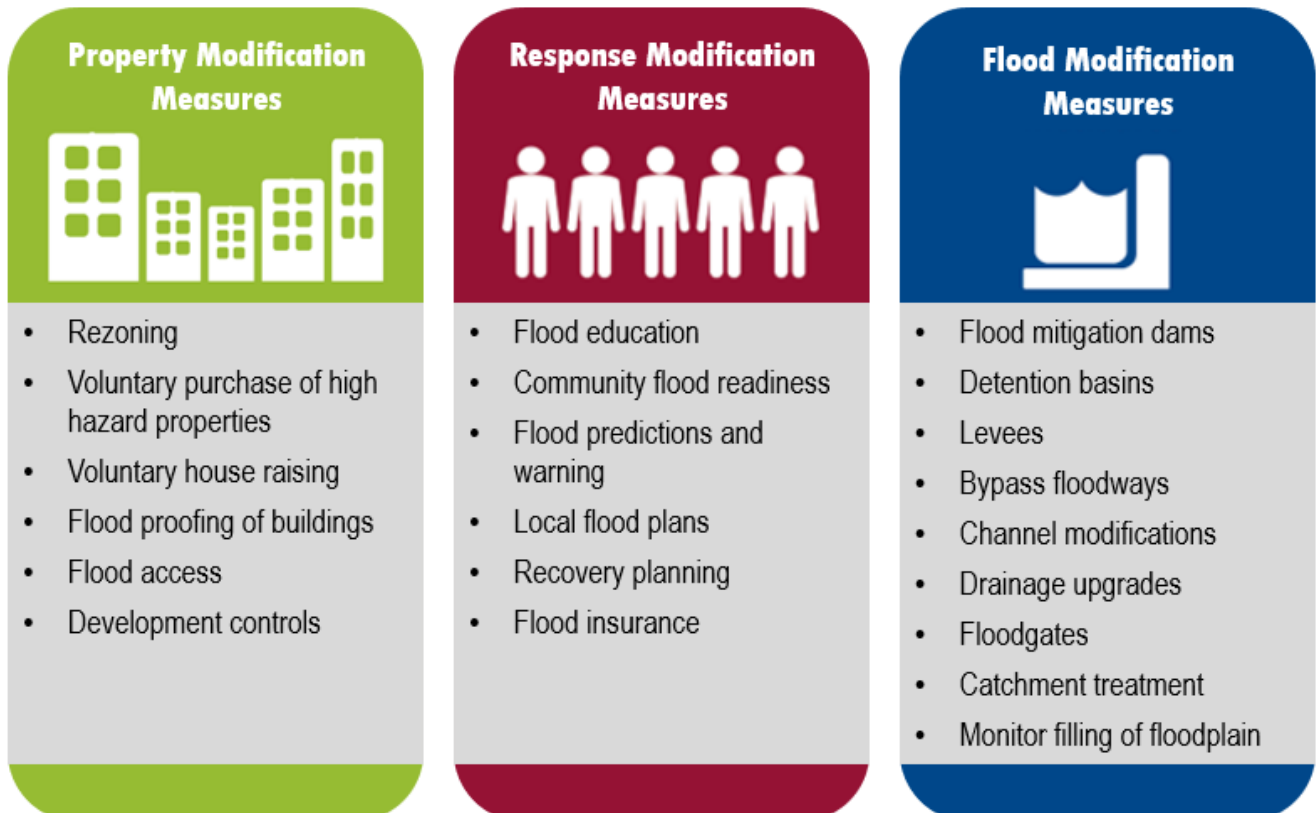 Property Modification
Measures
• Rezoning
• Voluntary purchase of high
hazard properties
• Voluntary house raising
• Flood proofing of buildings
• Flood access
• Development controls
Response Modification
Measures
• Flood education
• Community flood readiness
• Flood predictions and
warning
• Local flood plans
• Recovery planning
• Flood insurance
Flood Modification
Measures
• Flood mitigation dams
• Detention basins
• Levees
• Bypass floodways
• Channel modifications
• Drainage upgrades
• Floodgates
• Catchment treatment
• Monitor filling of floodplain